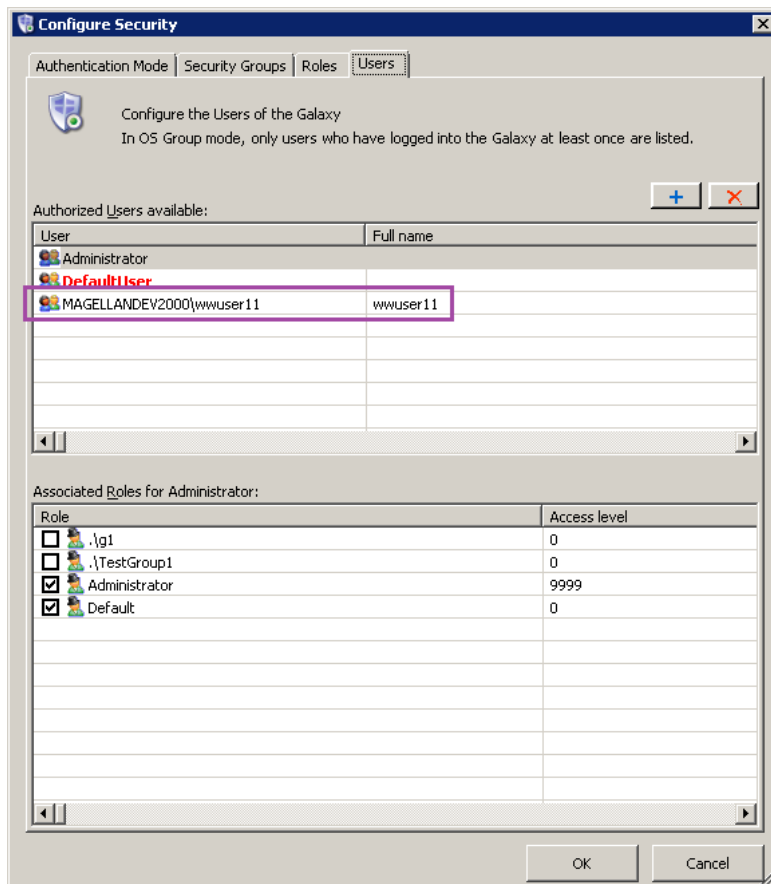 Configure Security
Authentication Mode Security Groups Roles Users
Configure the Users of the Galaxy
In OS Group mode, only users who have logged into the Galaxy at least once are listed.
Authorized Users available:
User Full name
Administrator
DefaultUser
MAGELLANDEV2000\wwuser11 wwuser11
Associated Roles for Administrator:
Role Access level
.\g1 0
.\TestGroup1 0
Administrator 9999
Default 0
OK Cancel